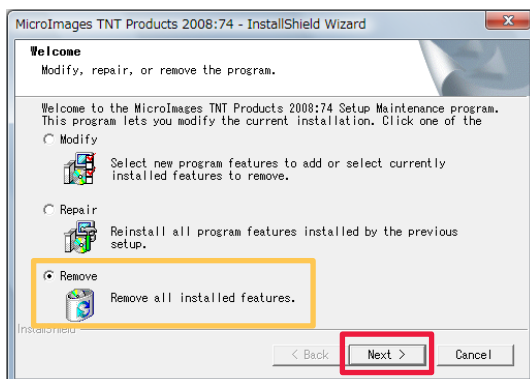 MicroImages TNT Products 2008:74 - InstallShield Wizard
Welcome
Modify, repair, or remove the program.
Welcome to the MicroImages TNT Products 2008:74 Setup Maintenance program.
This program lets you modify the current installation. Click one of the
Modify
Select new program features to add or select currently
installed features to remove.
Repair
Reinstall all program features installed by the previous
setup.
Remove
Remove all installed features.
InstallShield
< Back Next > Cancel